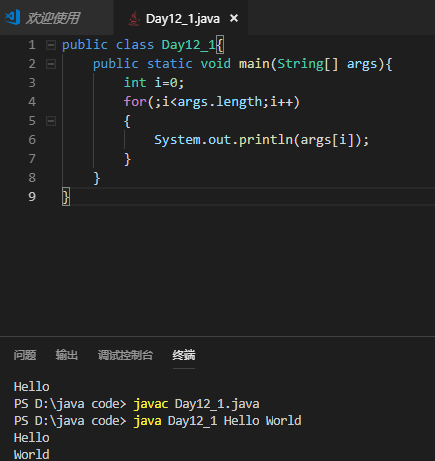 欢迎使用 Day12_1.java ×
1 public class Day12_1{
2 public static void main(String[] args){
3 int i=0;
4 for(;i<args.length;i++)
5 {
6 System.out.println(args[i]);
7 }
8 }
9 }
问题 输出 调试控制台 终端
Hello
PS D:\java code> javac Day12_1.java
PS D:\java code> java Day12_1 Hello World
Hello
World